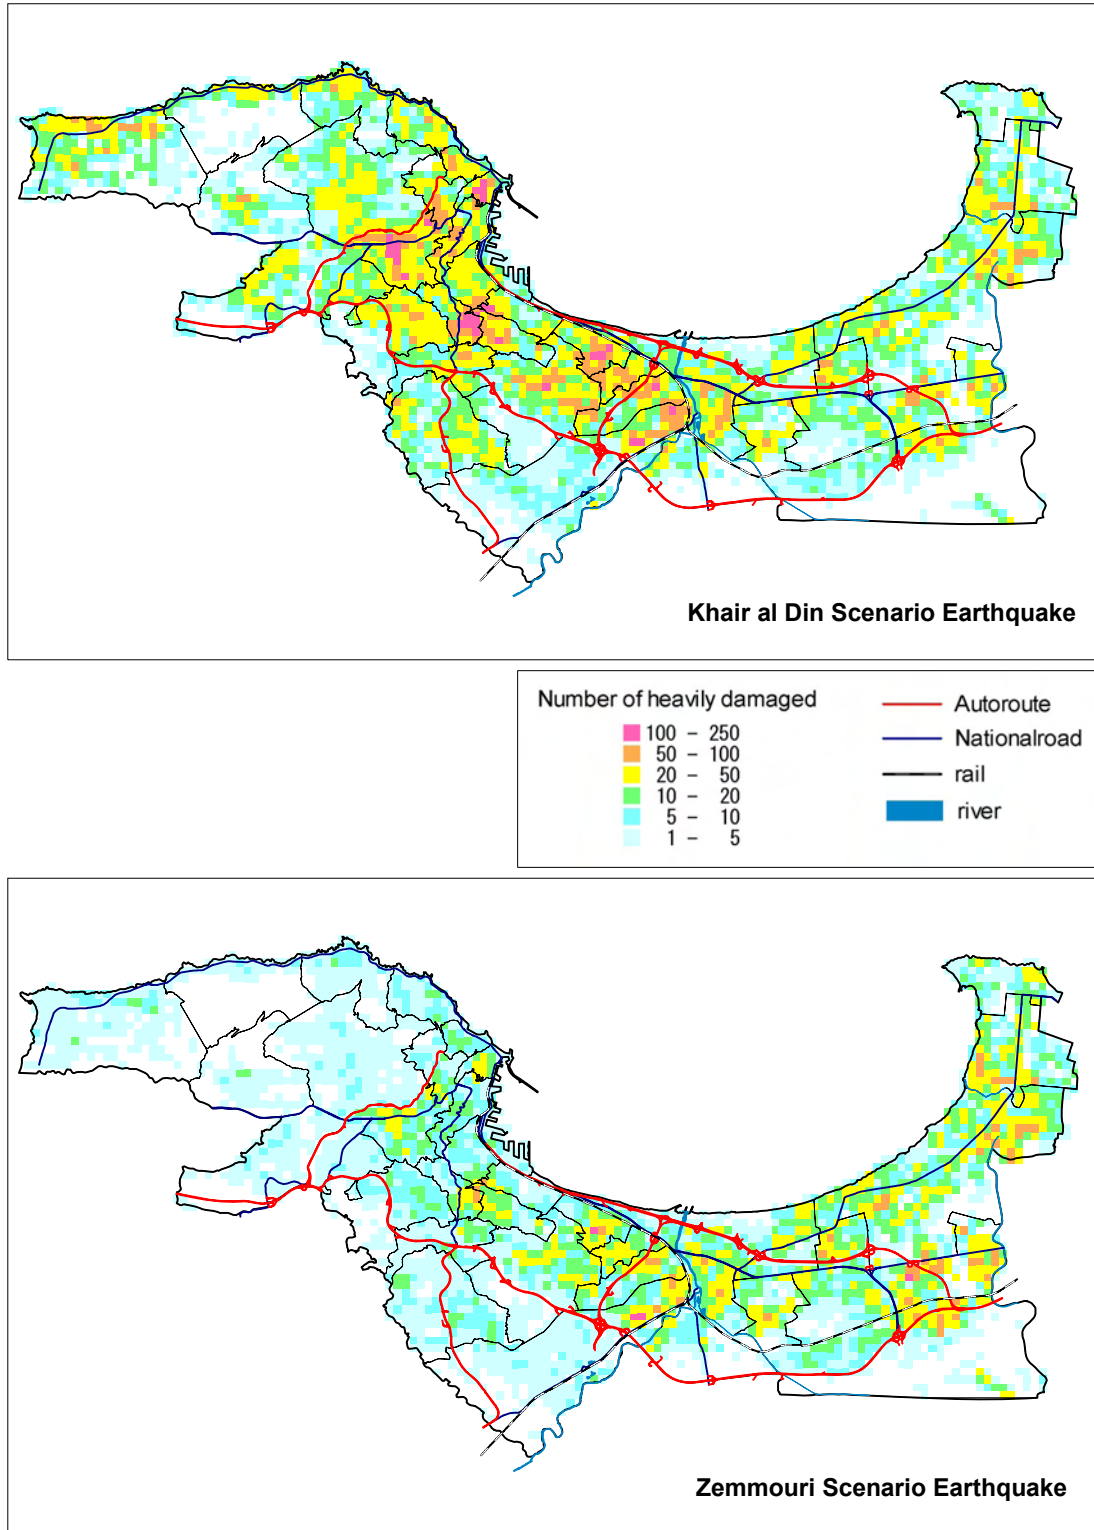 Khair al Din Scenario Earthquake
Number of heavily damaged
100 - 250
50 - 100
20 - 50
10 - 20
5 - 10
1 - 5
Autoroute
Nationalroad
rail
river
Zemmouri Scenario Earthquake